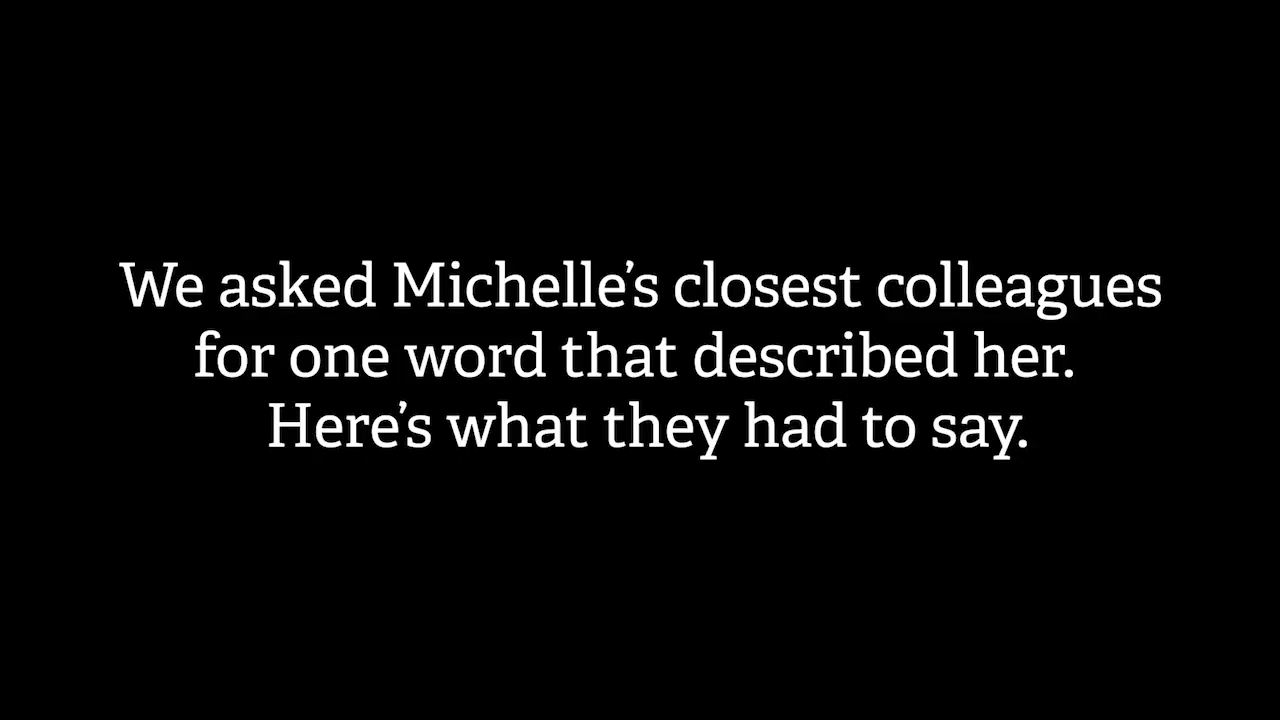 We asked Michelle’s closest colleagues
for one word that described her.
Here’s what they had to say.